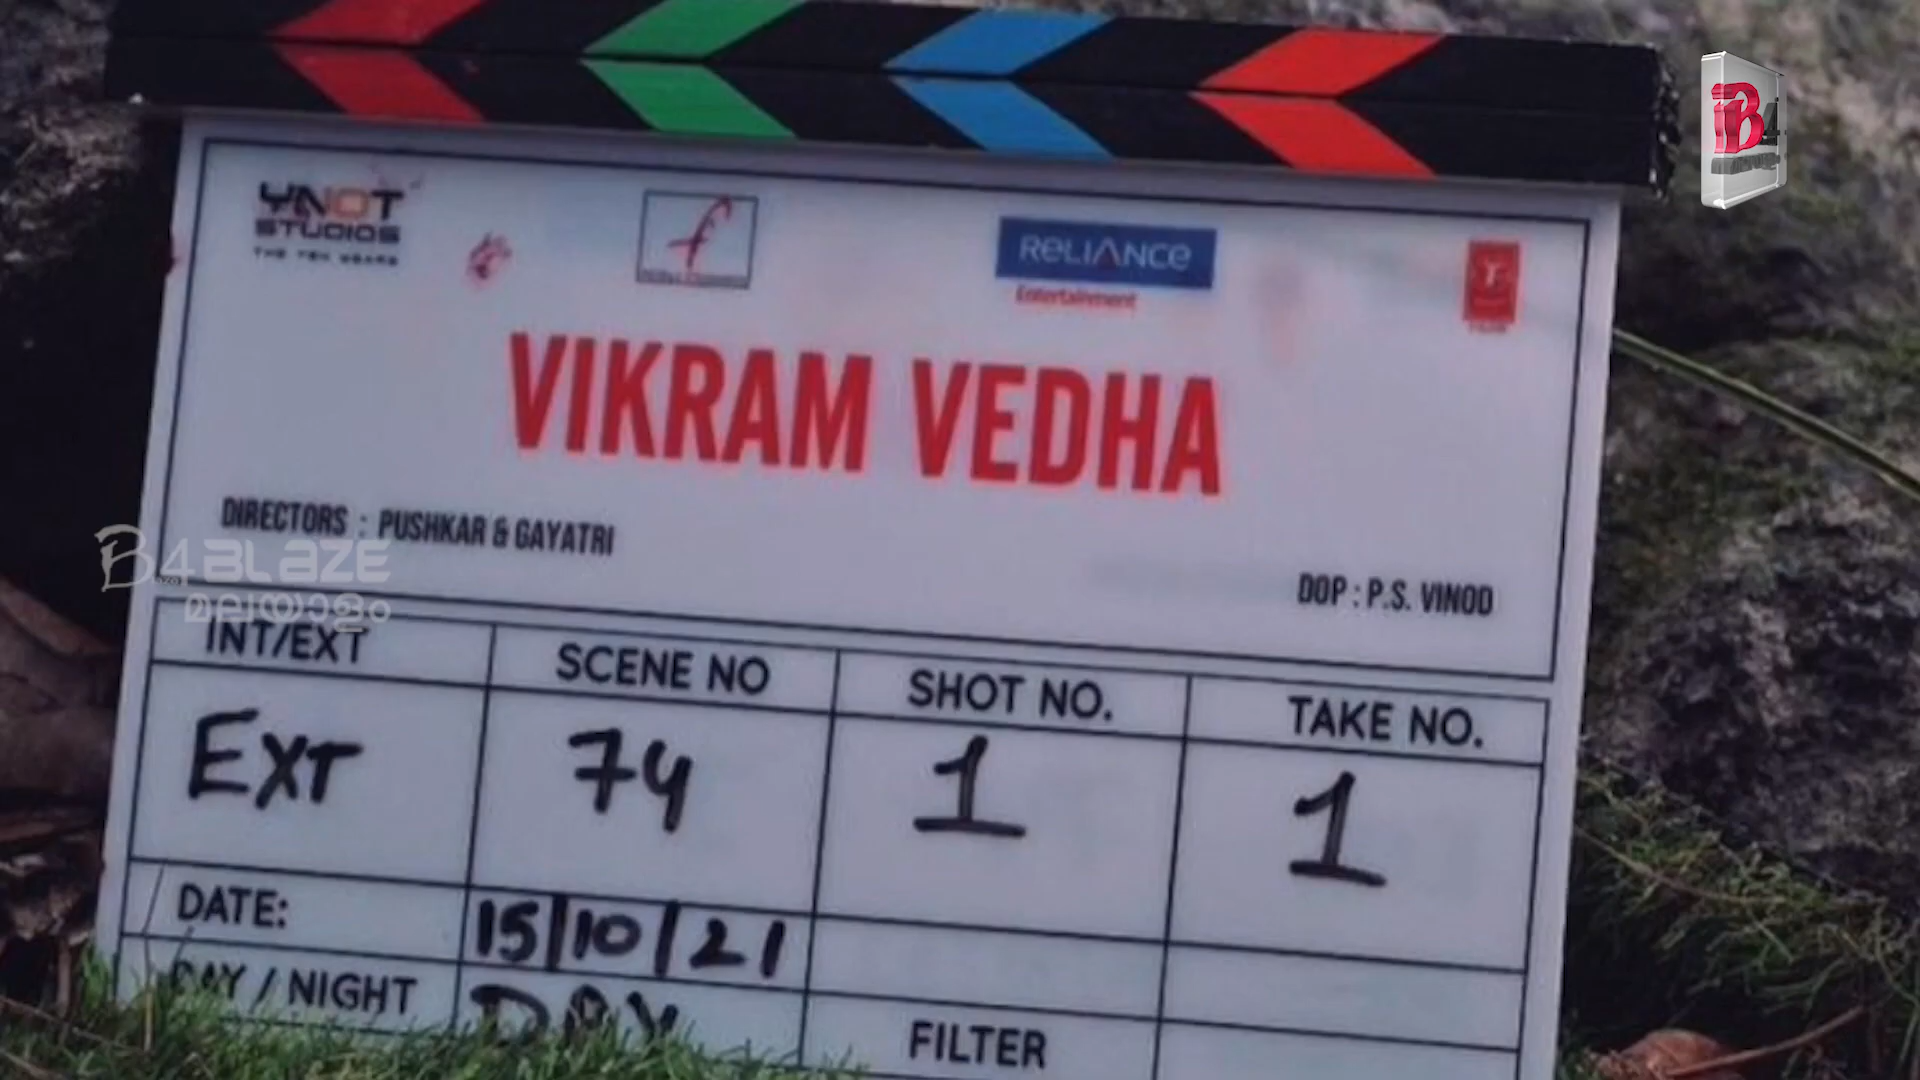 B4
YNOT
STUDIOS
THE TEN YEARS
RELIANCE
Entertainment
VIKRAM VEDHA
DIRECTORS : PUSHKAR & GAYATRI
B4BLAZE
മലയാളം
DOP : P.S. VINOD
INT/EXT SCENE NO SHOT NO. TAKE NO.
EXT 74 1 1
DATE: 15/10/21
DAY / NIGHT DAY FILTER